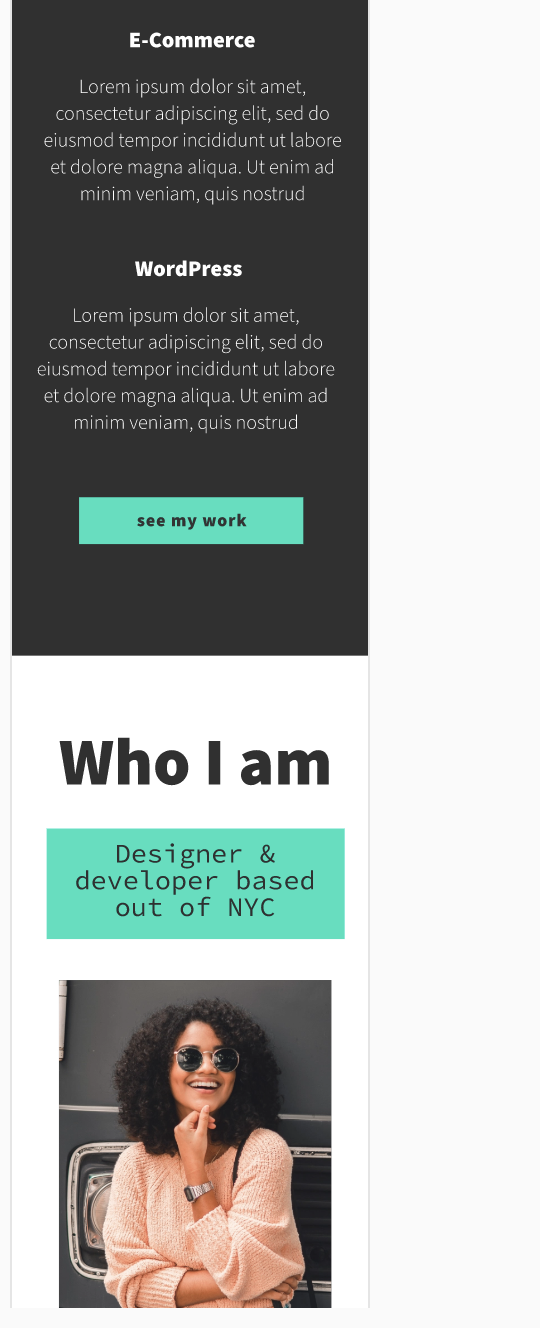 E-Commerce
Lorem ipsum dolor sit amet,
consectetur adipiscing elit, sed do
eiusmod tempor incididunt ut labore
et dolore magna aliqua. Ut enim ad
minim veniam, quis nostrud
WordPress
Lorem ipsum dolor sit amet,
consectetur adipiscing elit, sed do
eiusmod tempor incididunt ut labore
et dolore magna aliqua. Ut enim ad
minim veniam, quis nostrud
see my work
Who I am
Designer &
developer based
out of NYC